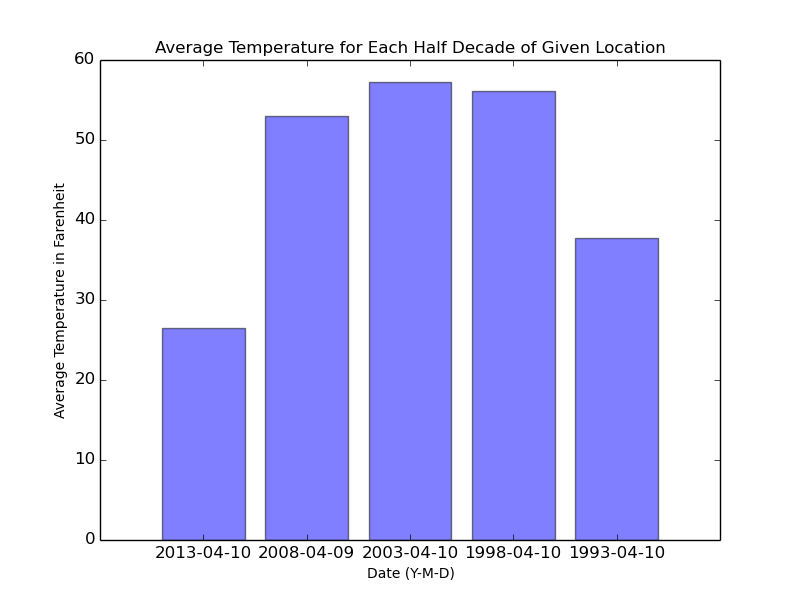 Average Temperature for Each Half Decade of Given Location
60
50
40
30
20
10
0
Average Temperature in Farenheit
2013-04-10 2008-04-09 2003-04-10 1998-04-10 1993-04-10
Date (Y-M-D)